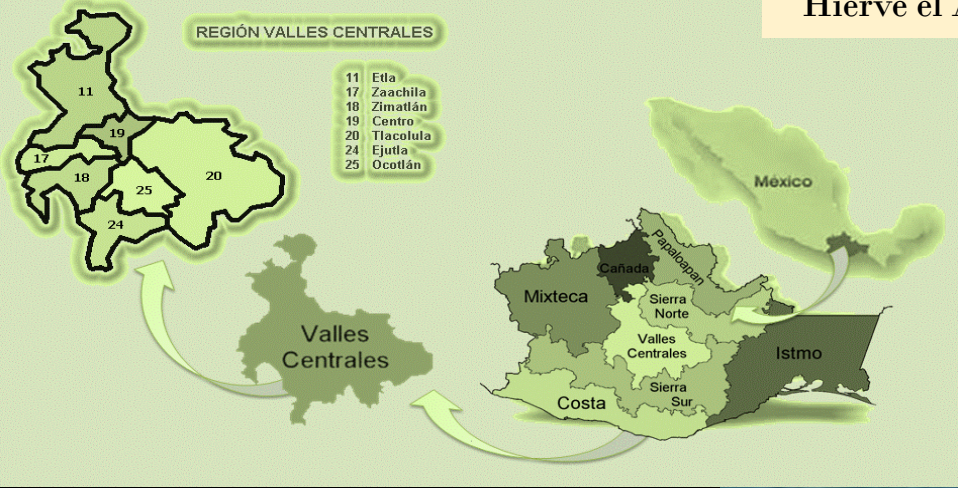 Hierve el
REGIÓN VALLES CENTRALES
11 Etla
17 Zaachila
18 Zimatlán
19 Centro
20 Tlacolula
24 Ejutla
25 Ocotlán
11
19
17
18
25
20
24
México
Papaloapan
Cañada
Mixteca
Sierra
Norte
Valles
Centrales
Istmo
Sierra
Sur
Costa
Valles
Centrales